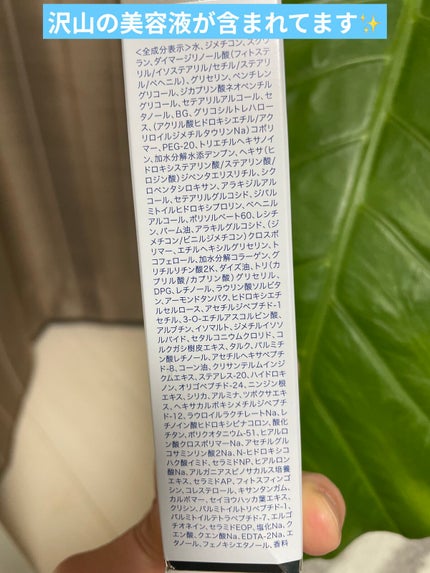 沢山の美容液が含まれてます✨
<全成分表示>水、ジメチコン、スクワ
ラン、ダイマージリノール酸(フィトステ
リル/イソステアリル/セチル/ステアリ
ル/ベヘニル)、グリセリン、ペンチレン
グリコール、ジカプリン酸ネオペンチル
グリコール、セテアリルアルコール、セ
タノール、BG、グリコシルトレハロー
ス、(アクリル酸ヒドロキシエチル/アク
リロイルジメチルタウリンNa)コポリ
マー、PEG-20、トリエチルヘキサノイ
ン、加水分解水添デンプン、ヘキサ(ヒ
ドロキシステアリン酸/ステアリン酸/
ロジン酸)ジペンタエリスリチル、シク
ロペンタシロキサン、アラキジルアル
コール、セテアリルグルコシド、ジパル
ミトイルヒドロキシプロリン、ベヘニル
アルコール、ポリソルベート60、レシチ
ン、パーム油、アラキルグルコシド、(ジ
メチコン/ビニルジメチコン)クロスポ
リマー、エチルヘキシルグリセリン、ト
コフェロール、加水分解コラーゲン、グ
リチルリチン酸2K、ダイズ油、トリ(カ
プリル酸/カプリン酸)グリセリル、
DPG、レチノール、ラウリン酸ソルビタ
ン、アーモンドタンパク、ヒドロキシエチ
ルセルロース、アセチルジペプチド-1
セチル、3-O-エチルアスコルビン酸、
アルブチン、イソマルト、ジメチルイソソ
ルバイド、セタルコニウムクロリド、コ
ルクガシ樹皮エキス、タルク、パルミチ
ン酸レチノール、アセチルヘキサペプチ
ド-8、コーン油、クリサンテルムインジ
クムエキス、ステアレス-20、ハイドロキ
ノン、オリゴペプチド-24、ニンジン根
エキス、シリカ、アルミナ、ツボクサエキ
ス、ヘキサカルボキシメチルジペプチ
ド-12、ラウロイルラクチレートNa、レ
チノイン酸ヒドロキシピナコロン、酸化
チタン、ポリクオタニウム-51、ヒアルロ
ン酸クロスポリマーNa、アセチルグル
コサミンリン酸2Na、N-ヒドロキシコ
ハク酸イミド、セラミドNP、ヒアルロン
酸Na、アルガニアスピノサカルス培養
エキス、セラミドAP、フィトスフィンゴ
シン、コレステロール、キサンタンガム、
カルボマー、セイヨウハッカ葉エキス、
クリシン、パルミトイルトリペプチド-1、
パルミトイルテトラペプチド-7、エルゴ
チオネイン、セラミドEOP、塩化Na、ク
エン酸、クエン酸Na、EDTA-2Na、エ
タノール、フェノキシエタノール、香料